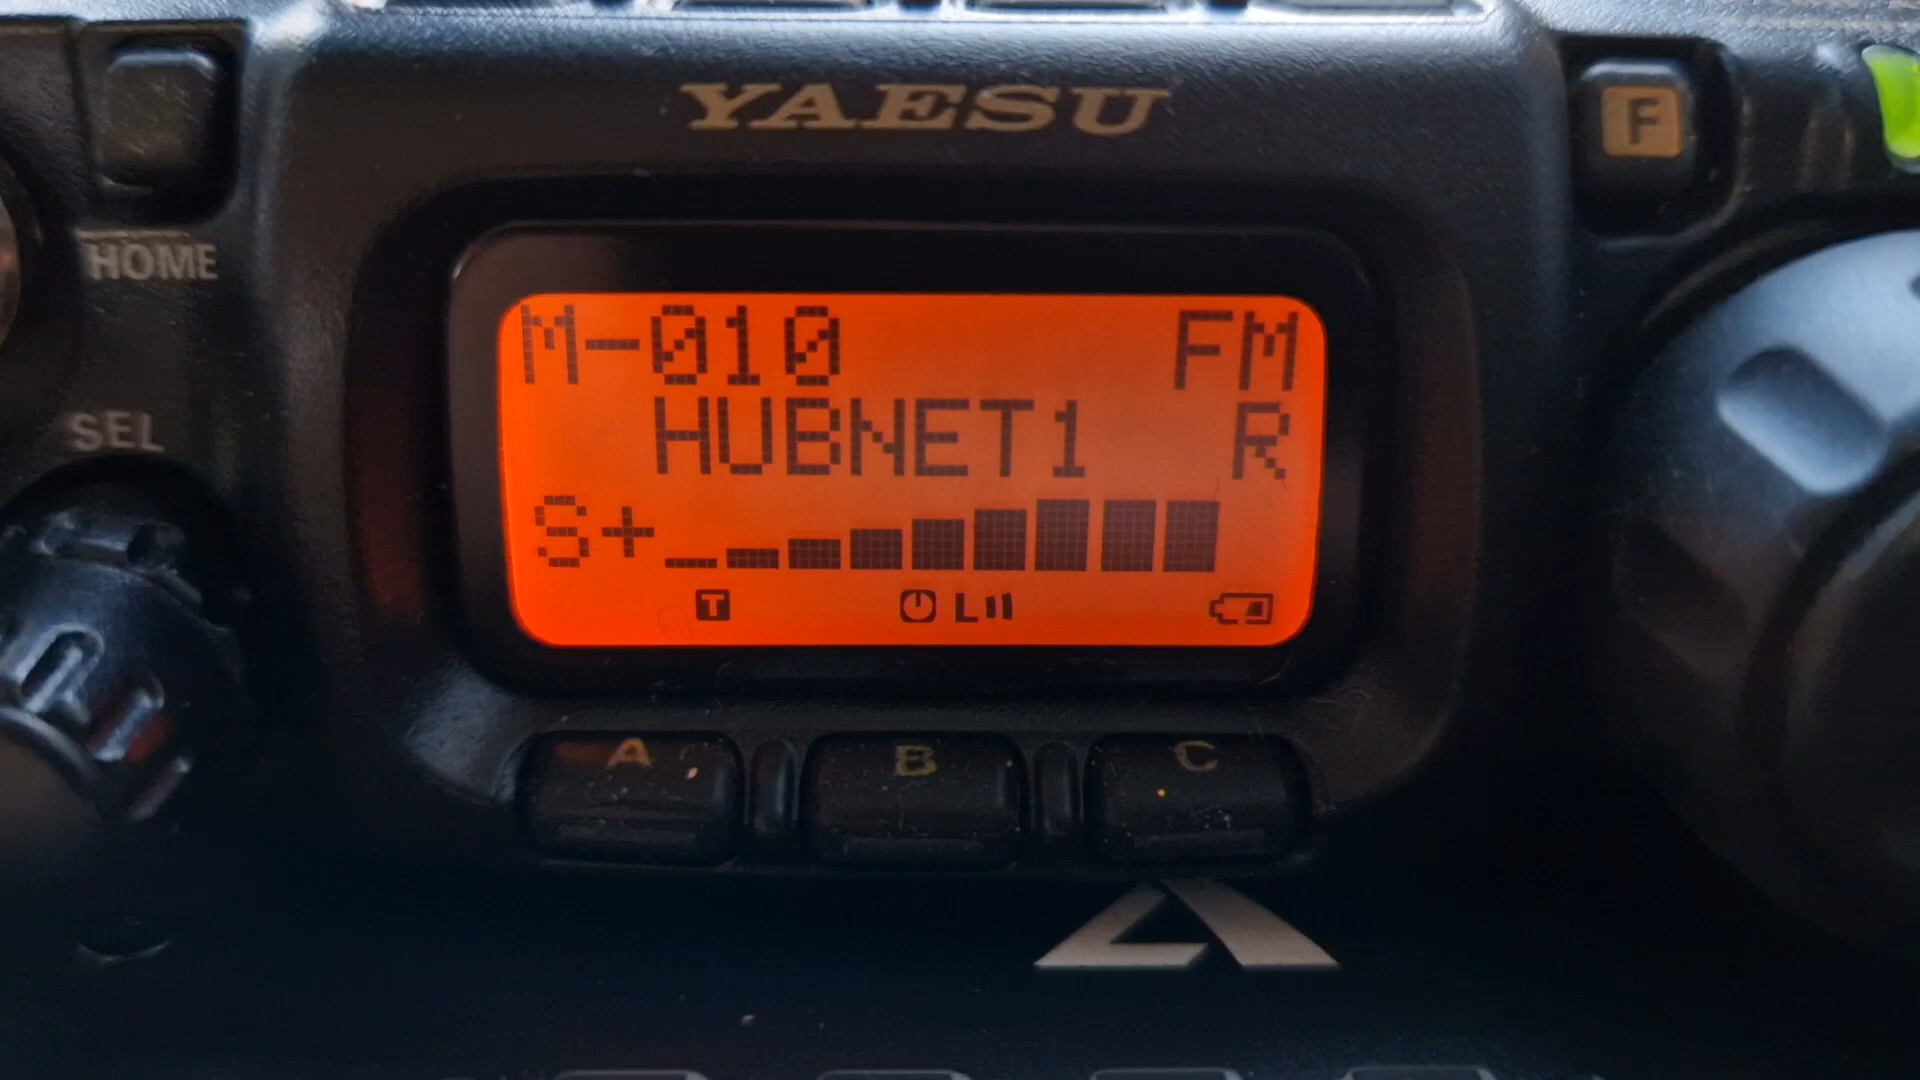 YAESU
F
HOME
M-010 FM
HUBNET1 R
SEL
S+
T L
A B C